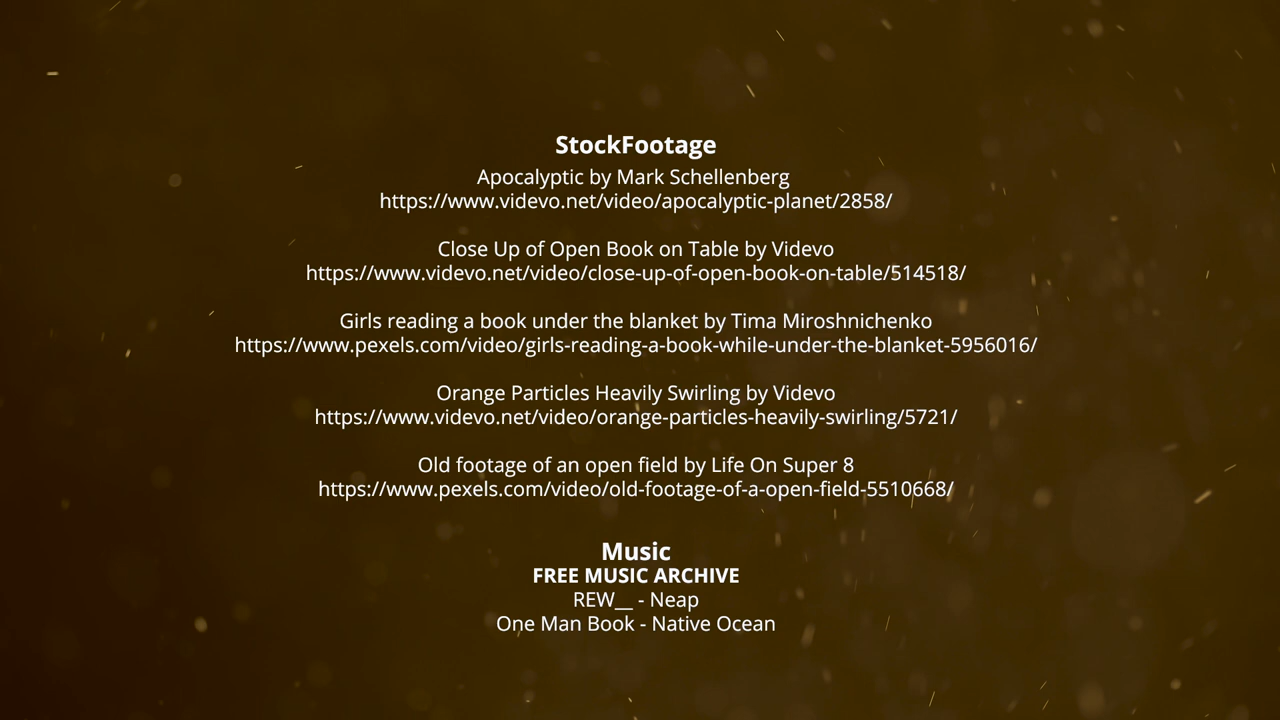 StockFootage
Apocalyptic by Mark Schellenberg
https://www.videvo.net/video/apocalyptic-planet/2858/
Close Up of Open Book on Table by Videvo
https://www.videvo.net/video/close-up-of-open-book-on-table/514518/
Girls reading a book under the blanket by Tima Miroshnichenko
https://www.pexels.com/video/girls-reading-a-book-while-under-the-blanket-5956016/
Orange Particles Heavily Swirling by Videvo
https://www.videvo.net/video/orange-particles-heavily-swirling/5721/
Old footage of an open field by Life On Super 8
https://www.pexels.com/video/old-footage-of-a-open-field-5510668/
Music
FREE MUSIC ARCHIVE
REW__ - Neap
One Man Book - Native Ocean